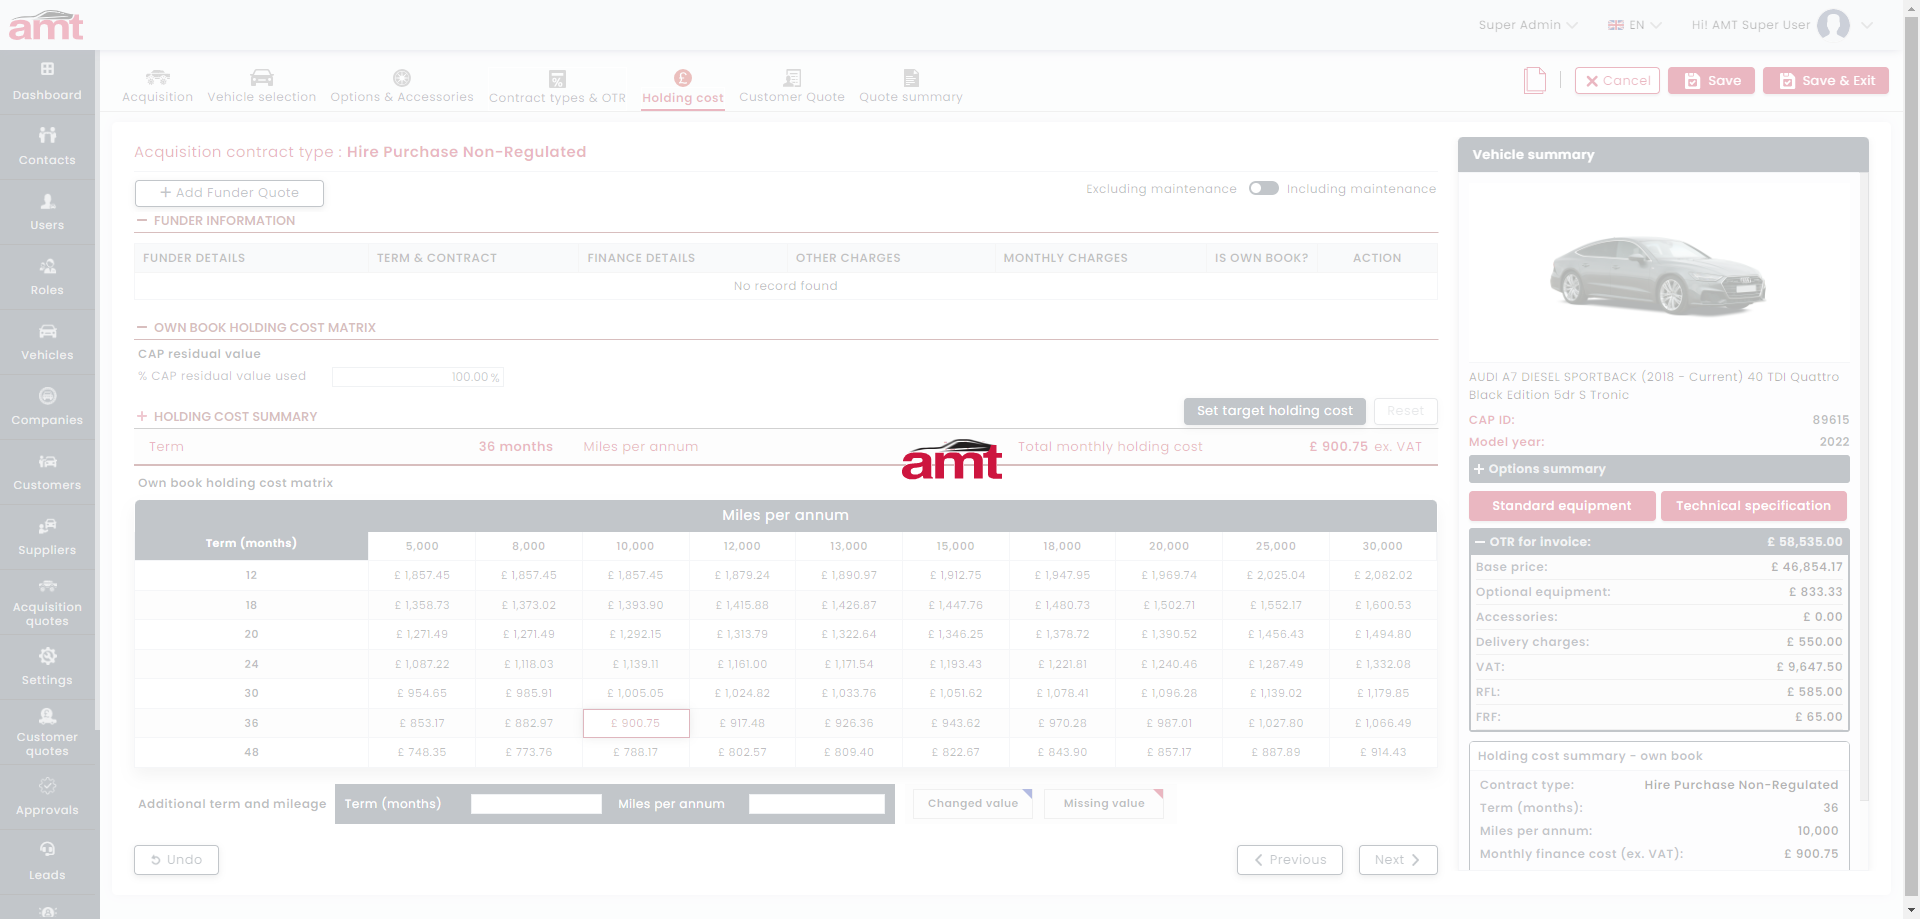 amt
Super Admin
EN
Hi! AMT Super User
Dashboard
Contacts
Users
Roles
Vehicles
Companies
Customers
Suppliers
Acquisition
quotes
Settings
Customer
quotes
Approvals
Leads
Acquisition
Vehicle selection
Options & Accessories
Contract types & OTR
Holding cost
Customer Quote
Quote summary
Cancel
Save
Save & Exit
Acquisition contract type : Hire Purchase Non-Regulated
+ Add Funder Quote
Excluding maintenance
Including maintenance
FUNDER INFORMATION
FUNDER DETAILS TERM & CONTRACT FINANCE DETAILS OTHER CHARGES MONTHLY CHARGES IS OWN BOOK? ACTION
No record found
OWN BOOK HOLDING COST MATRIX
CAP residual value
% CAP residual value used 100.00 %
HOLDING COST SUMMARY
Set target holding cost
Reset
Term 36 months Miles per annum Total monthly holding cost £ 900.75 ex. VAT
amt
Own book holding cost matrix
Miles per annum
Term (months) 5,000 8,000 10,000 12,000 13,000 15,000 18,000 20,000 25,000 30,000
12 £ 1,857.45 £ 1,857.45 £ 1,857.45 £ 1,879.24 £ 1,890.97 £ 1,912.75 £ 1,947.95 £ 1,969.74 £ 2,025.04 £ 2,082.02
18 £ 1,358.73 £ 1,373.02 £ 1,393.90 £ 1,415.88 £ 1,426.87 £ 1,447.76 £ 1,480.73 £ 1,502.71 £ 1,552.17 £ 1,600.53
20 £ 1,271.49 £ 1,271.49 £ 1,292.15 £ 1,313.79 £ 1,322.64 £ 1,346.25 £ 1,378.72 £ 1,390.52 £ 1,456.43 £ 1,494.80
24 £ 1,087.22 £ 1,118.03 £ 1,139.11 £ 1,161.00 £ 1,171.54 £ 1,193.43 £ 1,221.81 £ 1,240.46 £ 1,287.49 £ 1,332.08
30 £ 954.65 £ 985.91 £ 1,005.05 £ 1,024.82 £ 1,033.76 £ 1,051.62 £ 1,078.41 £ 1,096.28 £ 1,139.02 £ 1,179.85
36 £ 853.17 £ 882.97 £ 900.75 £ 917.48 £ 926.36 £ 943.62 £ 970.28 £ 987.01 £ 1,027.80 £ 1,066.49
48 £ 748.35 £ 773.76 £ 788.17 £ 802.57 £ 809.40 £ 822.67 £ 843.90 £ 857.17 £ 887.89 £ 914.43
Additional term and mileage Term (months) Miles per annum Changed value Missing value
Undo
Previous
Next
Vehicle summary
AUDI A7 DIESEL SPORTBACK (2018 - Current) 40 TDI Quattro
Black Edition 5dr S Tronic
CAP ID: 89615
Model year: 2022
+ Options summary
Standard equipment
Technical specification
OTR for invoice: £ 58,535.00
Base price: £ 46,854.17
Optional equipment: £ 833.33
Accessories: £ 0.00
Delivery charges: £ 550.00
VAT: £ 9,647.50
RFL: £ 585.00
FRF: £ 65.00
Holding cost summary - own book
Contract type: Hire Purchase Non-Regulated
Term (months): 36
Miles per annum: 10,000
Monthly finance cost (ex. VAT): £ 900.75